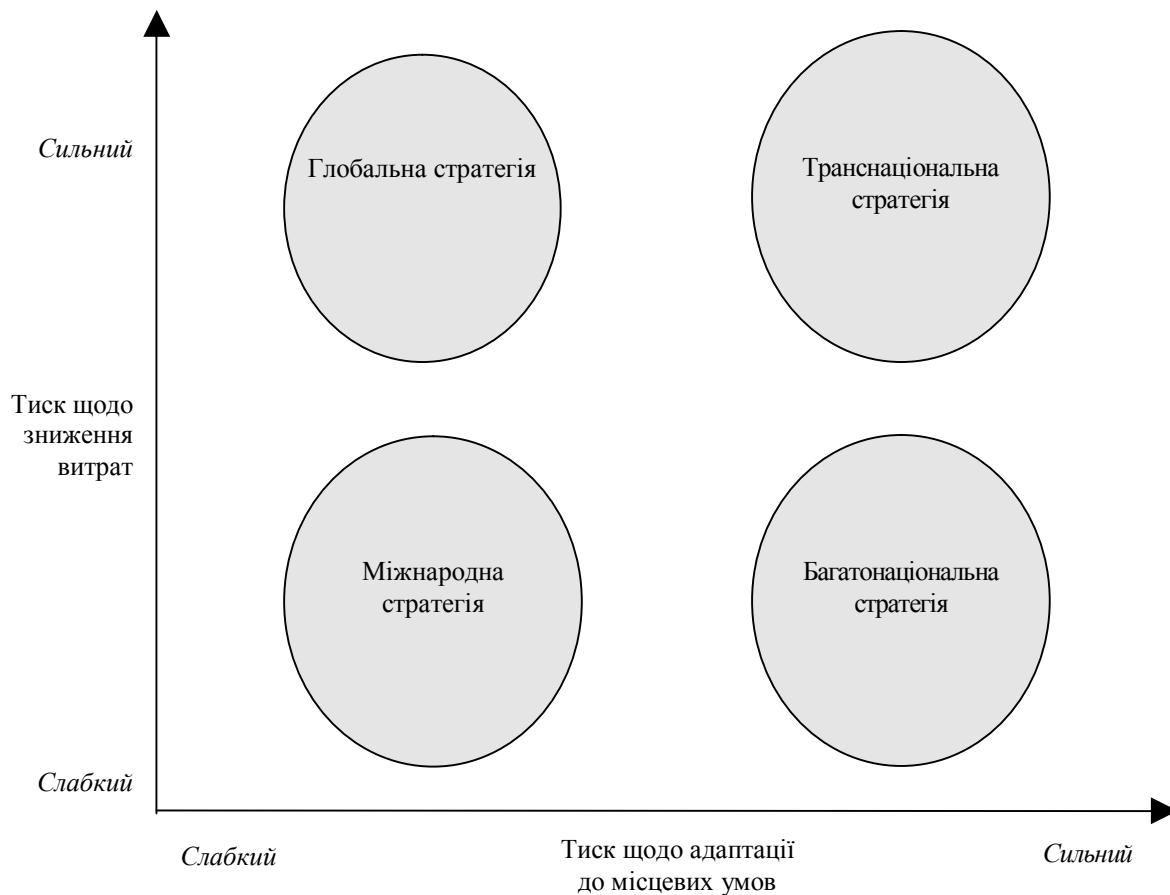 Сильний
Глобальна стратегія
Транснаціональна
стратегія
Тиск щодо
зниження
витрат
Міжнародна
стратегія
Багатонаціональна
стратегія
Слабкий
Слабкий
Тиск щодо адаптації
до місцевих умов
Сильний